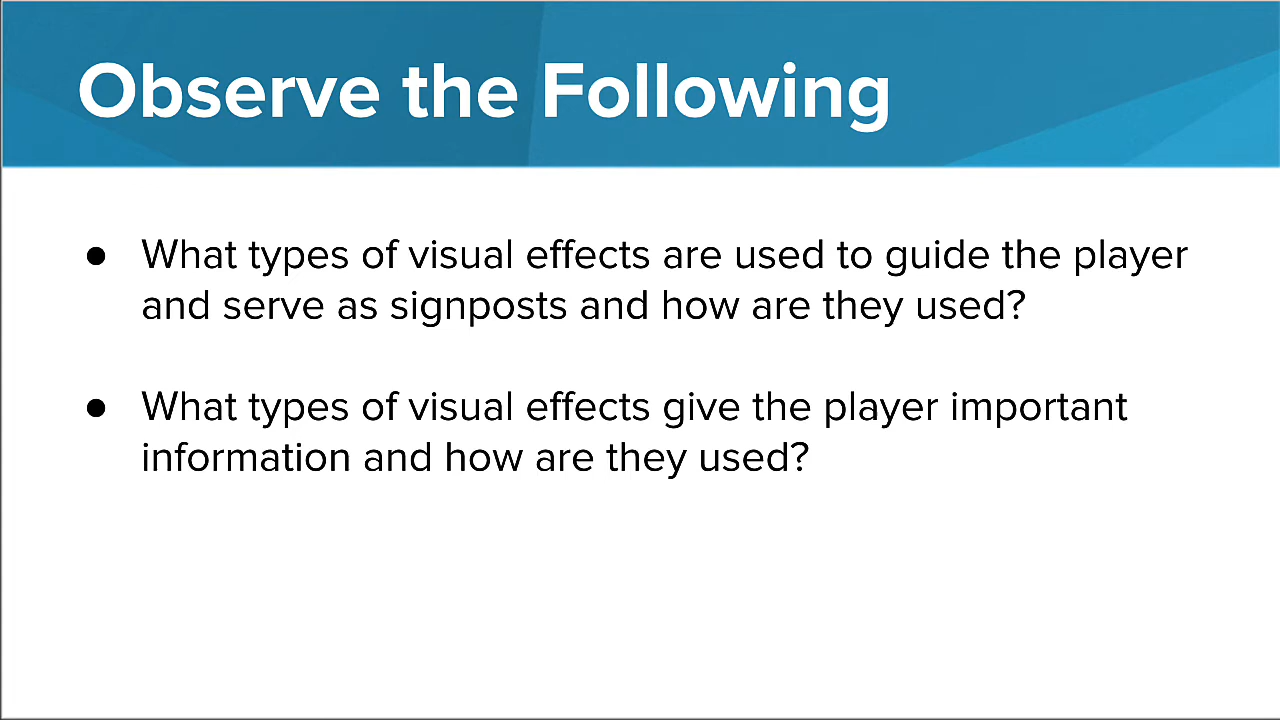 Observe the Following
● What types of visual effects are used to guide the player
and serve as signposts and how are they used?
● What types of visual effects give the player important
information and how are they used?